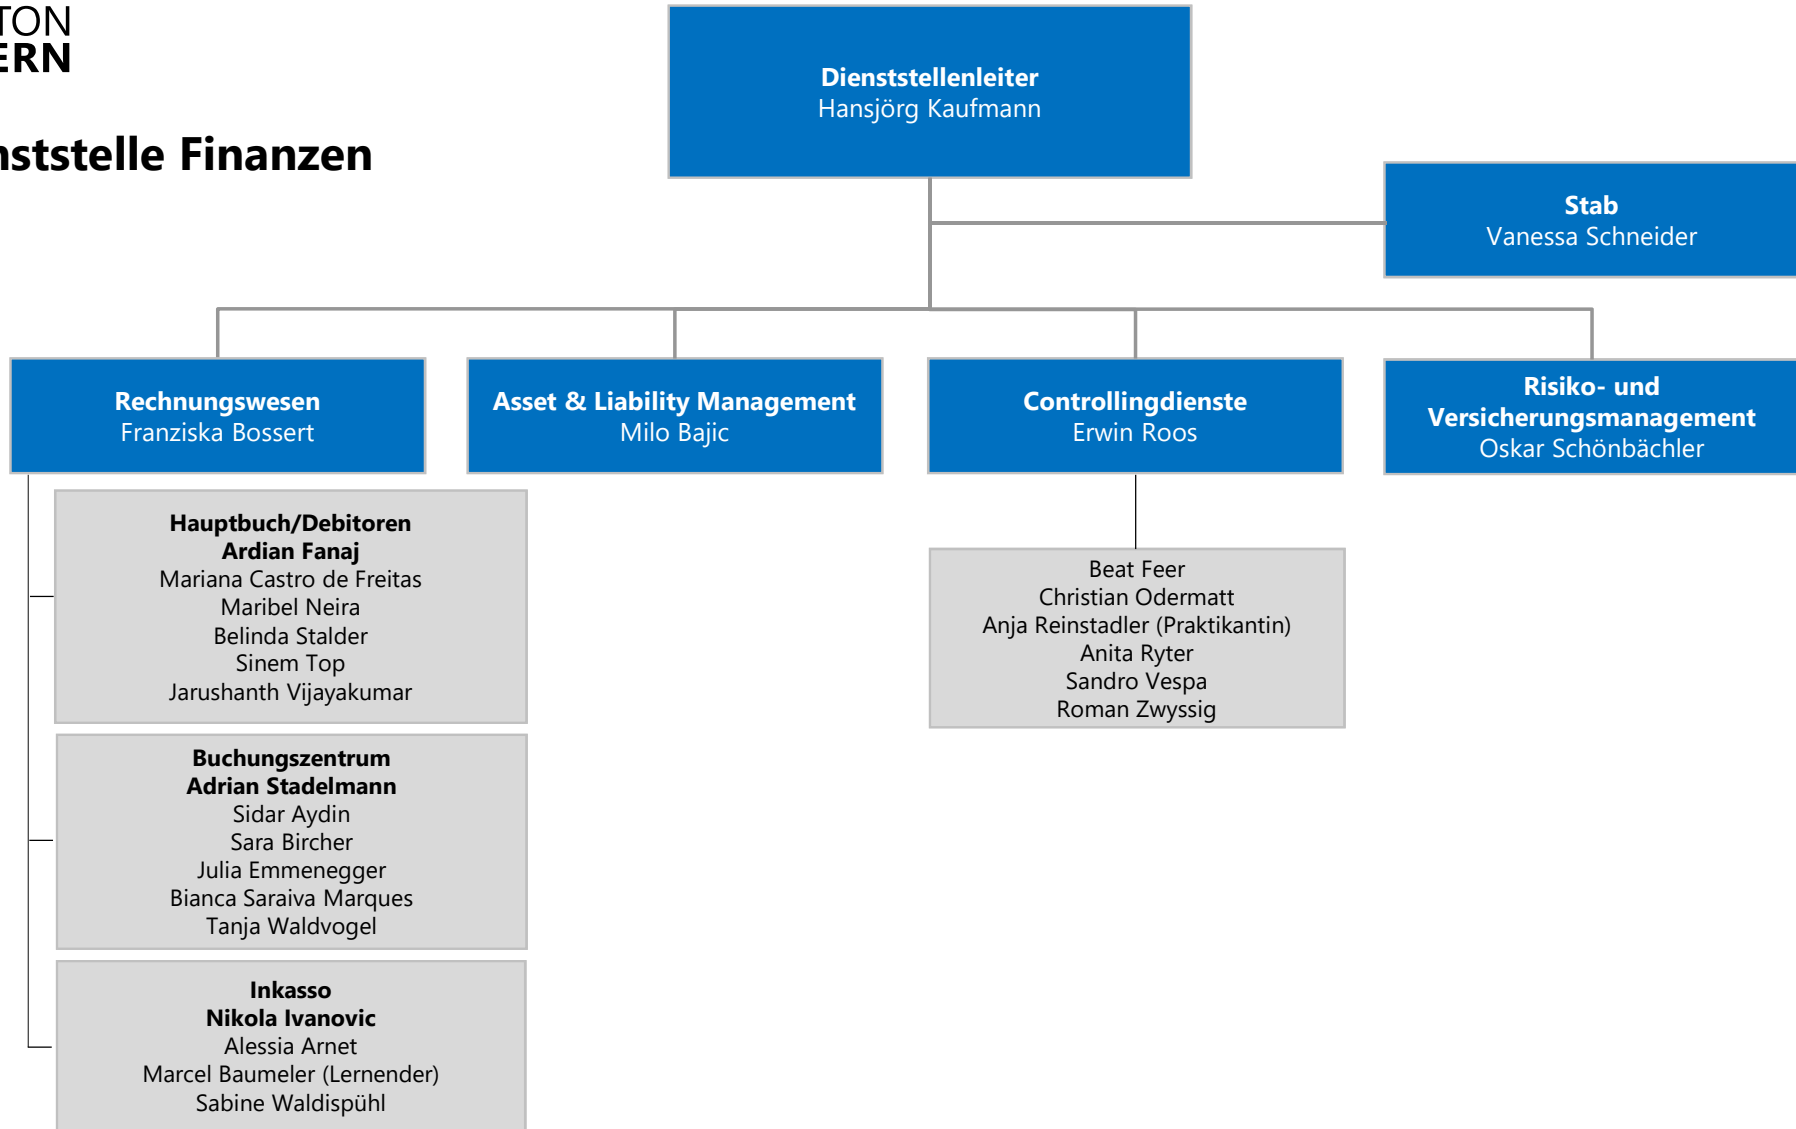 TON
ERN
nststelle Finanzen
Dienststellenleiter
Hansjörg Kaufmann
Stab
Vanessa Schneider
Rechnungswesen
Franziska Bossert
Asset & Liability Management
Milo Bajic
Controllingdienste
Erwin Roos
Risiko- und
Versicherungsmanagement
Oskar Schönbächler
Hauptbuch/Debitoren
Ardian Fanaj
Mariana Castro de Freitas
Maribel Neira
Belinda Stalder
Sinem Top
Jarushanth Vijayakumar
Beat Feer
Christian Odermatt
Anja Reinstadler (Praktikantin)
Anita Ryter
Sandro Vespa
Roman Zwyssig
Buchungszentrum
Adrian Stadelmann
Sidar Aydin
Sara Bircher
Julia Emmenegger
Bianca Saraiva Marques
Tanja Waldvogel
Inkasso
Nikola Ivanovic
Alessia Arnet
Marcel Baumeler (Lernender)
Sabine Waldispühl